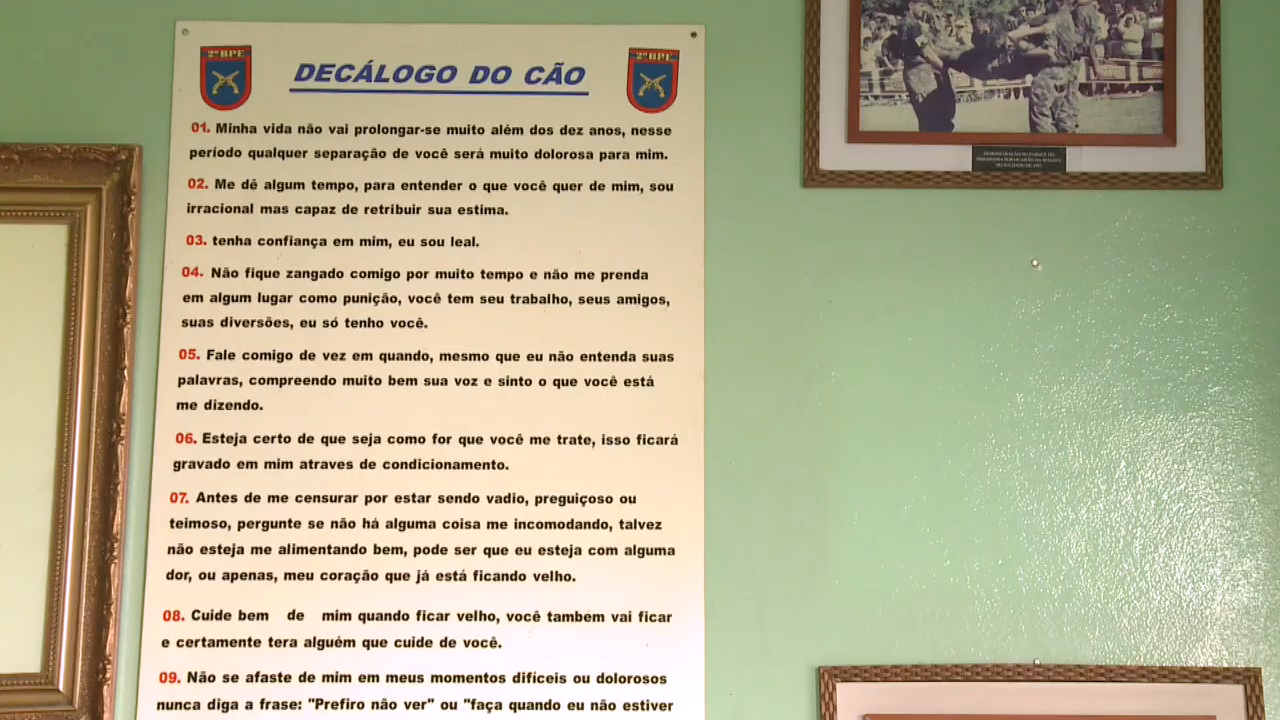 2º BPE
DECÁLOGO DO CÃO
2º BPE
01. Minha vida não vai prolongar-se muito além dos dez anos, nesse
período qualquer separação de você será muito dolorosa para mim.
02. Me dê algum tempo, para entender o que você quer de mim, sou
irracional mas capaz de retribuir sua estima.
03. tenha confiança em mim, eu sou leal.
04. Não fique zangado comigo por muito tempo e não me prenda
em algum lugar como punição, você tem seu trabalho, seus amigos,
suas diversões, eu só tenho você.
05. Fale comigo de vez em quando, mesmo que eu não entenda suas
palavras, compreendo muito bem sua voz e sinto o que você está
me dizendo.
06. Esteja certo de que seja como for que você me trate, isso ficará
gravado em mim atraves de condicionamento.
07. Antes de me censurar por estar sendo vadio, preguiçoso ou
teimoso, pergunte se não há alguma coisa me incomodando, talvez
não esteja me alimentando bem, pode ser que eu esteja com alguma
dor, ou apenas, meu coração que já está ficando velho.
08. Cuide bem de mim quando ficar velho, você tambem vai ficar
e certamente tera alguém que cuide de você.
09. Não se afaste de mim em meus momentos difíceis ou dolorosos
nunca diga a frase: "Prefiro não ver" ou "faça quando eu não estiver